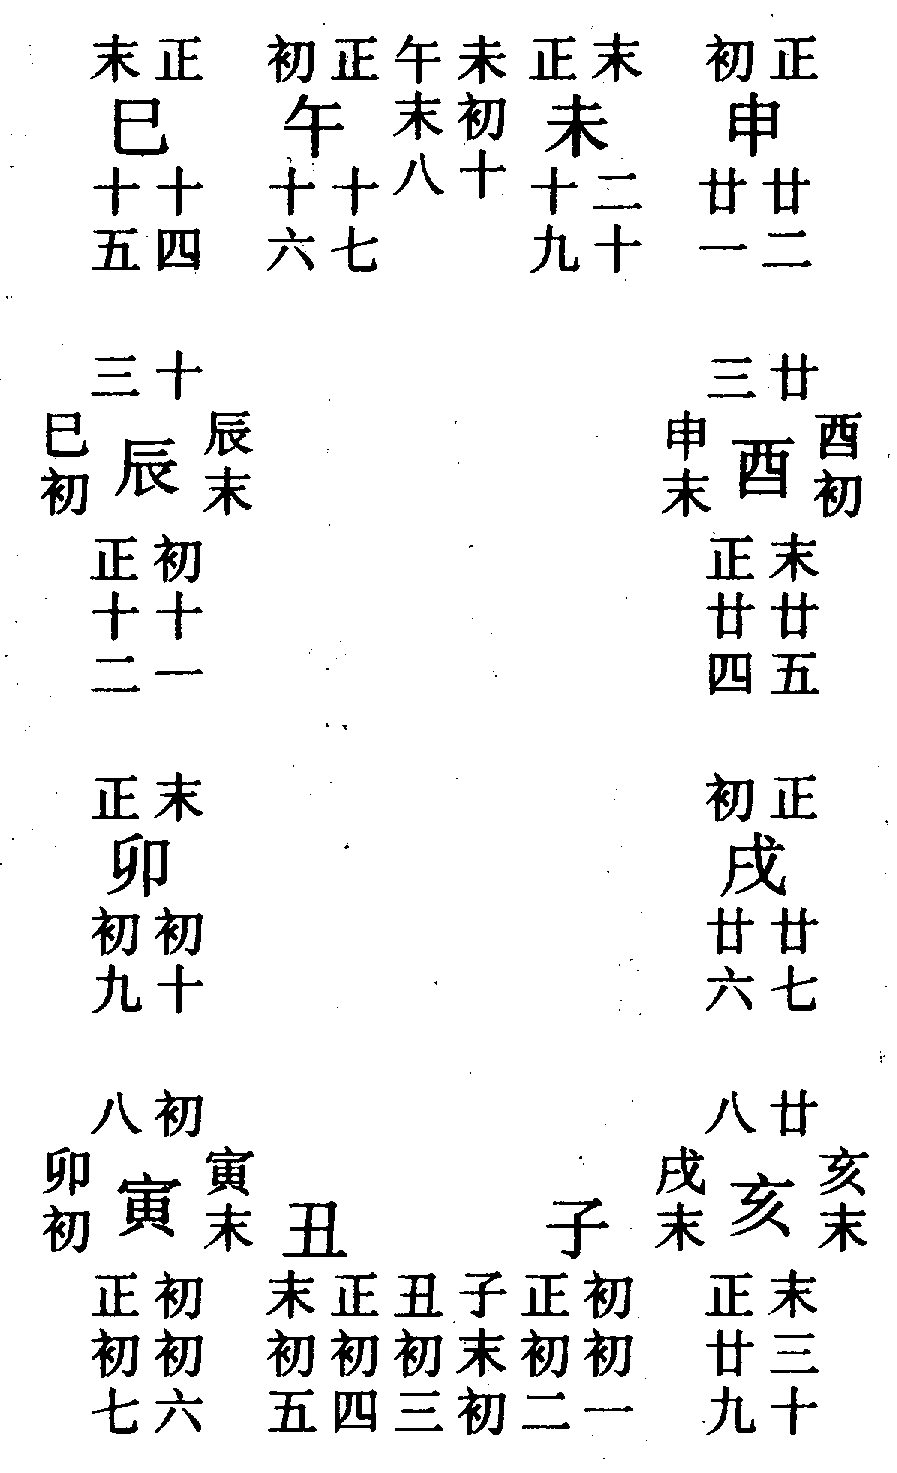 末正 初正午未正末 初正
巳 午末初未 申
十十 十十八十十二 廿廿
五四 六七 九十 一二
三十 三廿
巳初 辰 辰末 申末 酉 酉初
正初 正末
十十 廿廿
二一 四五
正末 初正
卯 戌
初初 廿廿
九十 六七
八初 八廿
卯初 寅 寅末 丑 子 戌末 亥 亥末
正初 末正丑子正初 正末
初初 初初初末初初 廿三
七六 五四三初二一 九十